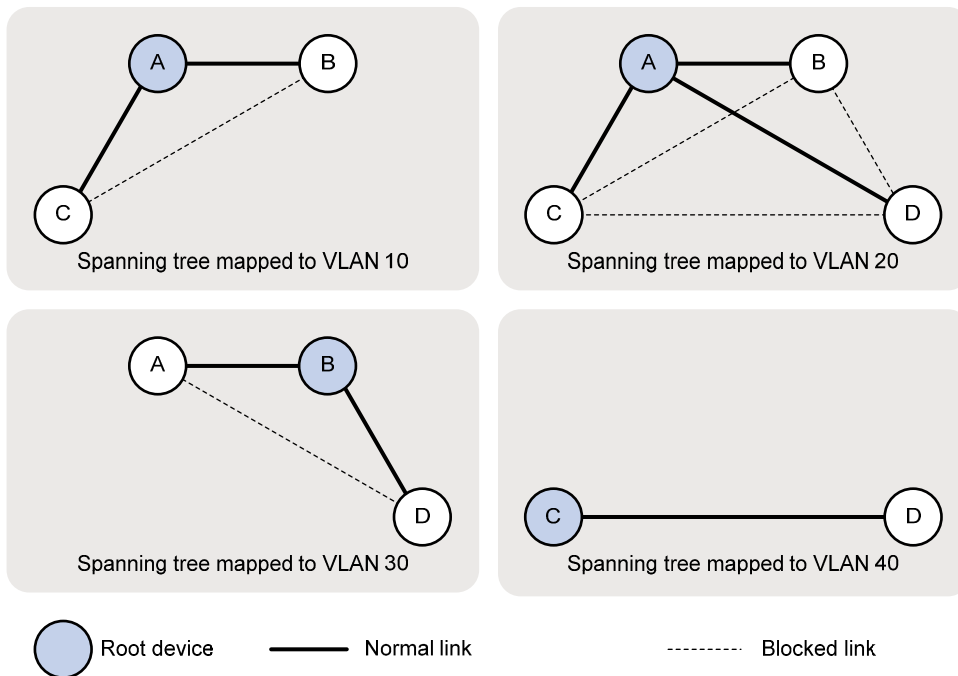 A B
C
Spanning tree mapped to VLAN 10
A B
C D
Spanning tree mapped to VLAN 20
A B
D
Spanning tree mapped to VLAN 30
C D
Spanning tree mapped to VLAN 40
Root device Normal link Blocked link